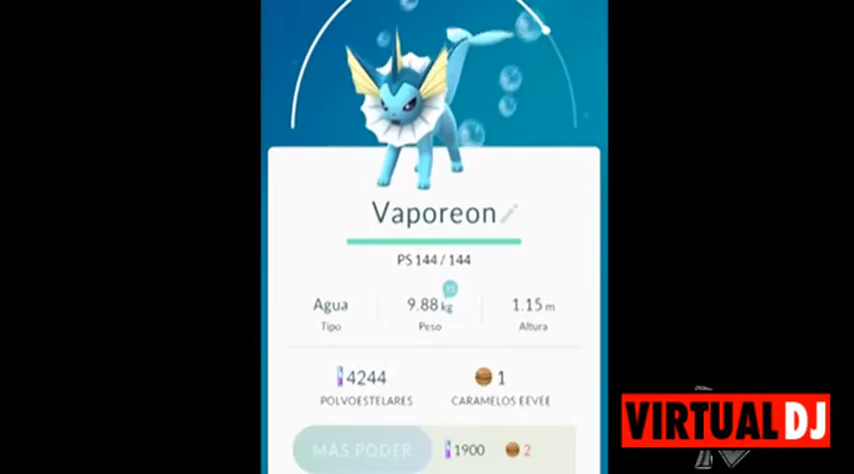 Vaporeon
PS 144 / 144
Agua
9.88 kg
XS
1.15 m
Tipo
Peso
Altura
4244
1
POLVOESTELARES
CARAMELOS EEVEE
MÁS PODER
1900
2
VIRTUAL DJ